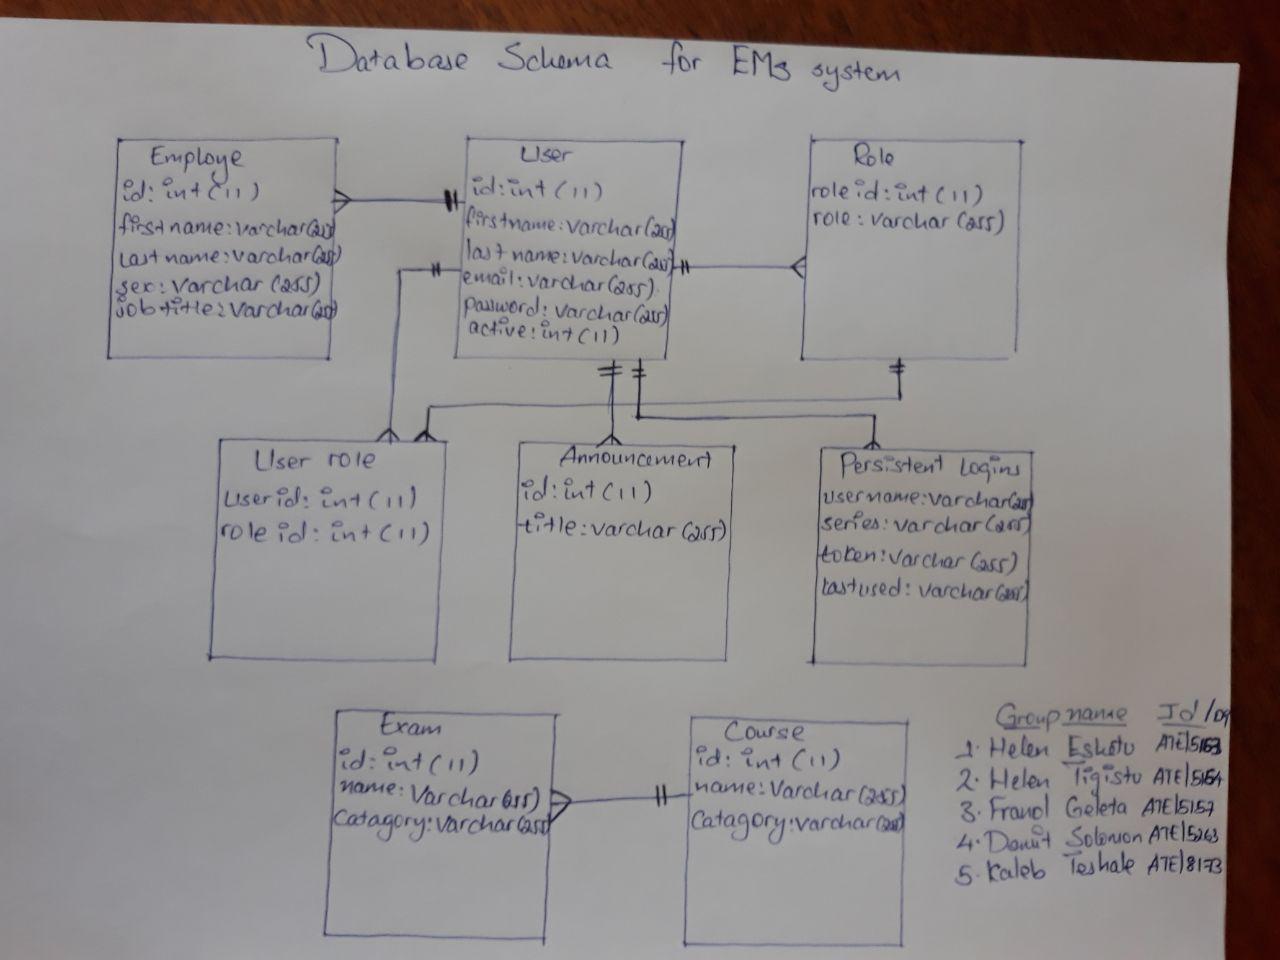 Database Schema for EMs system
Employe
id: int (11)
first name: varchar(255)
Last name: varchar(255)
sex: varchar (255)
job title: varchar(255)
User
id: int (11)
firstname: varchar(255)
last name: varchar(255)
email: varchar(255).
password: varchar(255)
active: int (11)
Role
role id: int (11)
role: varchar (255)
User role
User id: int (11)
role id: int (11)
Announcement
id: int (11)
title: varchar (255)
Persistent Logins
username: varchar(255)
series: varchar (255)
token: varchar (255)
Last used: varchar(255)
Exam
id: int (11)
name: Varchar(255)
Catagory: varchar(255)
Course
id: int (11)
name: Varchar(255)
Catagory: varchar(255)
Group name Id /09
1. Helen Eshetu ATE/5153
2. Helen Tigistu ATE/5154
3. Fraol Geleta ATE/5157
4. Dawit Solomon ATE/5263
5. Kaleb Teshale ATE/8173